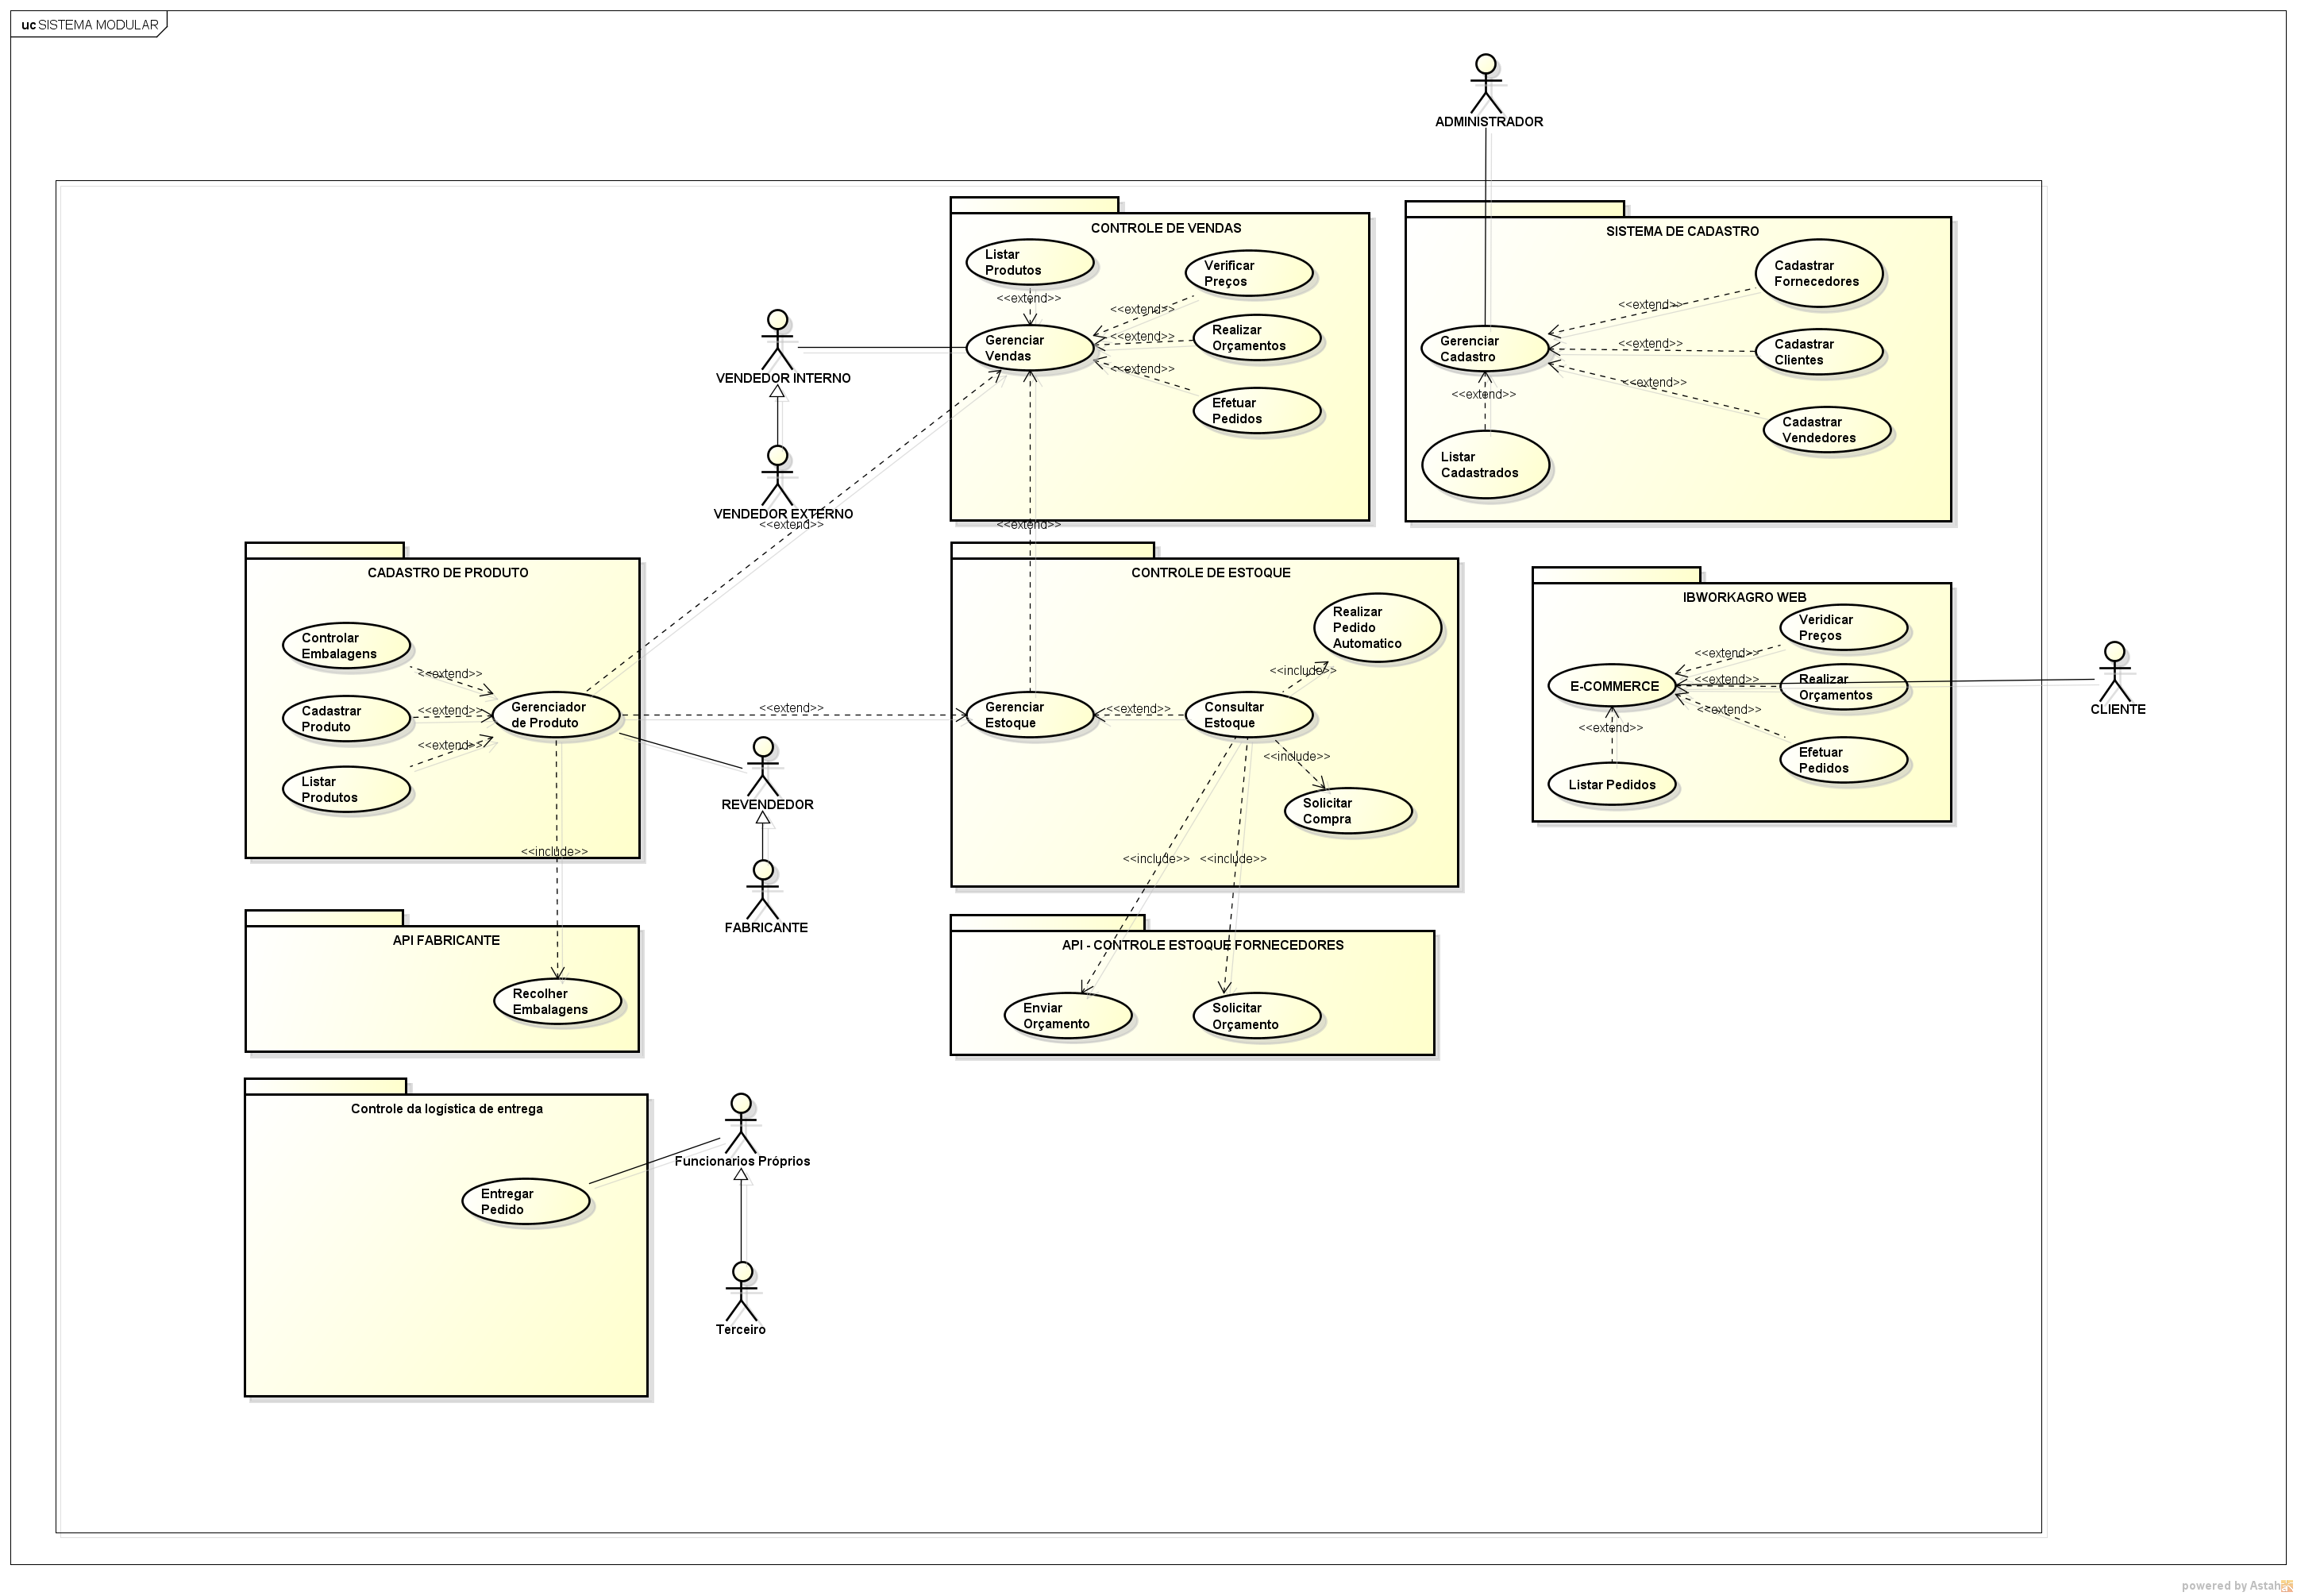 uc SISTEMA MODULAR
ADMINISTRADOR
CONTROLE DE VENDAS
Listar
Produtos
Verificar
Preços
<<extend>>
<<extend>>
Realizar
Orçamentos
<<extend>>
Gerenciar
Vendas
<<extend>>
Efetuar
Pedidos
SISTEMA DE CADASTRO
Cadastrar
Fornecedores
<<extend>>
Gerenciar
Cadastro
<<extend>>
Cadastrar
Clientes
<<extend>>
<<extend>>
Cadastrar
Vendedores
Listar
Cadastrados
VENDEDOR INTERNO
VENDEDOR EXTERNO
<<extend>>
<<extend>>
CADASTRO DE PRODUTO
Controlar
Embalagens
<<extend>>
Cadastrar
Produto
<<extend>>
Gerenciador
de Produto
<<extend>>
Listar
Produtos
<<extend>>
<<include>>
REVENDEDOR
FABRICANTE
CONTROLE DE ESTOQUE
Realizar
Pedido
Automatico
<<include>>
Gerenciar
Estoque
<<extend>>
Consultar
Estoque
<<include>>
Solicitar
Compra
<<include>>
<<include>>
IBWORKAGRO WEB
Veridicar
Preços
<<extend>>
E-COMMERCE
<<extend>>
Realizar
Orçamentos
<<extend>>
<<extend>>
Efetuar
Pedidos
Listar Pedidos
CLIENTE
API FABRICANTE
Recolher
Embalagens
API - CONTROLE ESTOQUE FORNECEDORES
Enviar
Orçamento
Solicitar
Orçamento
Controle da logística de entrega
Entregar
Pedido
Funcionarios Próprios
Terceiro
powered by Astah